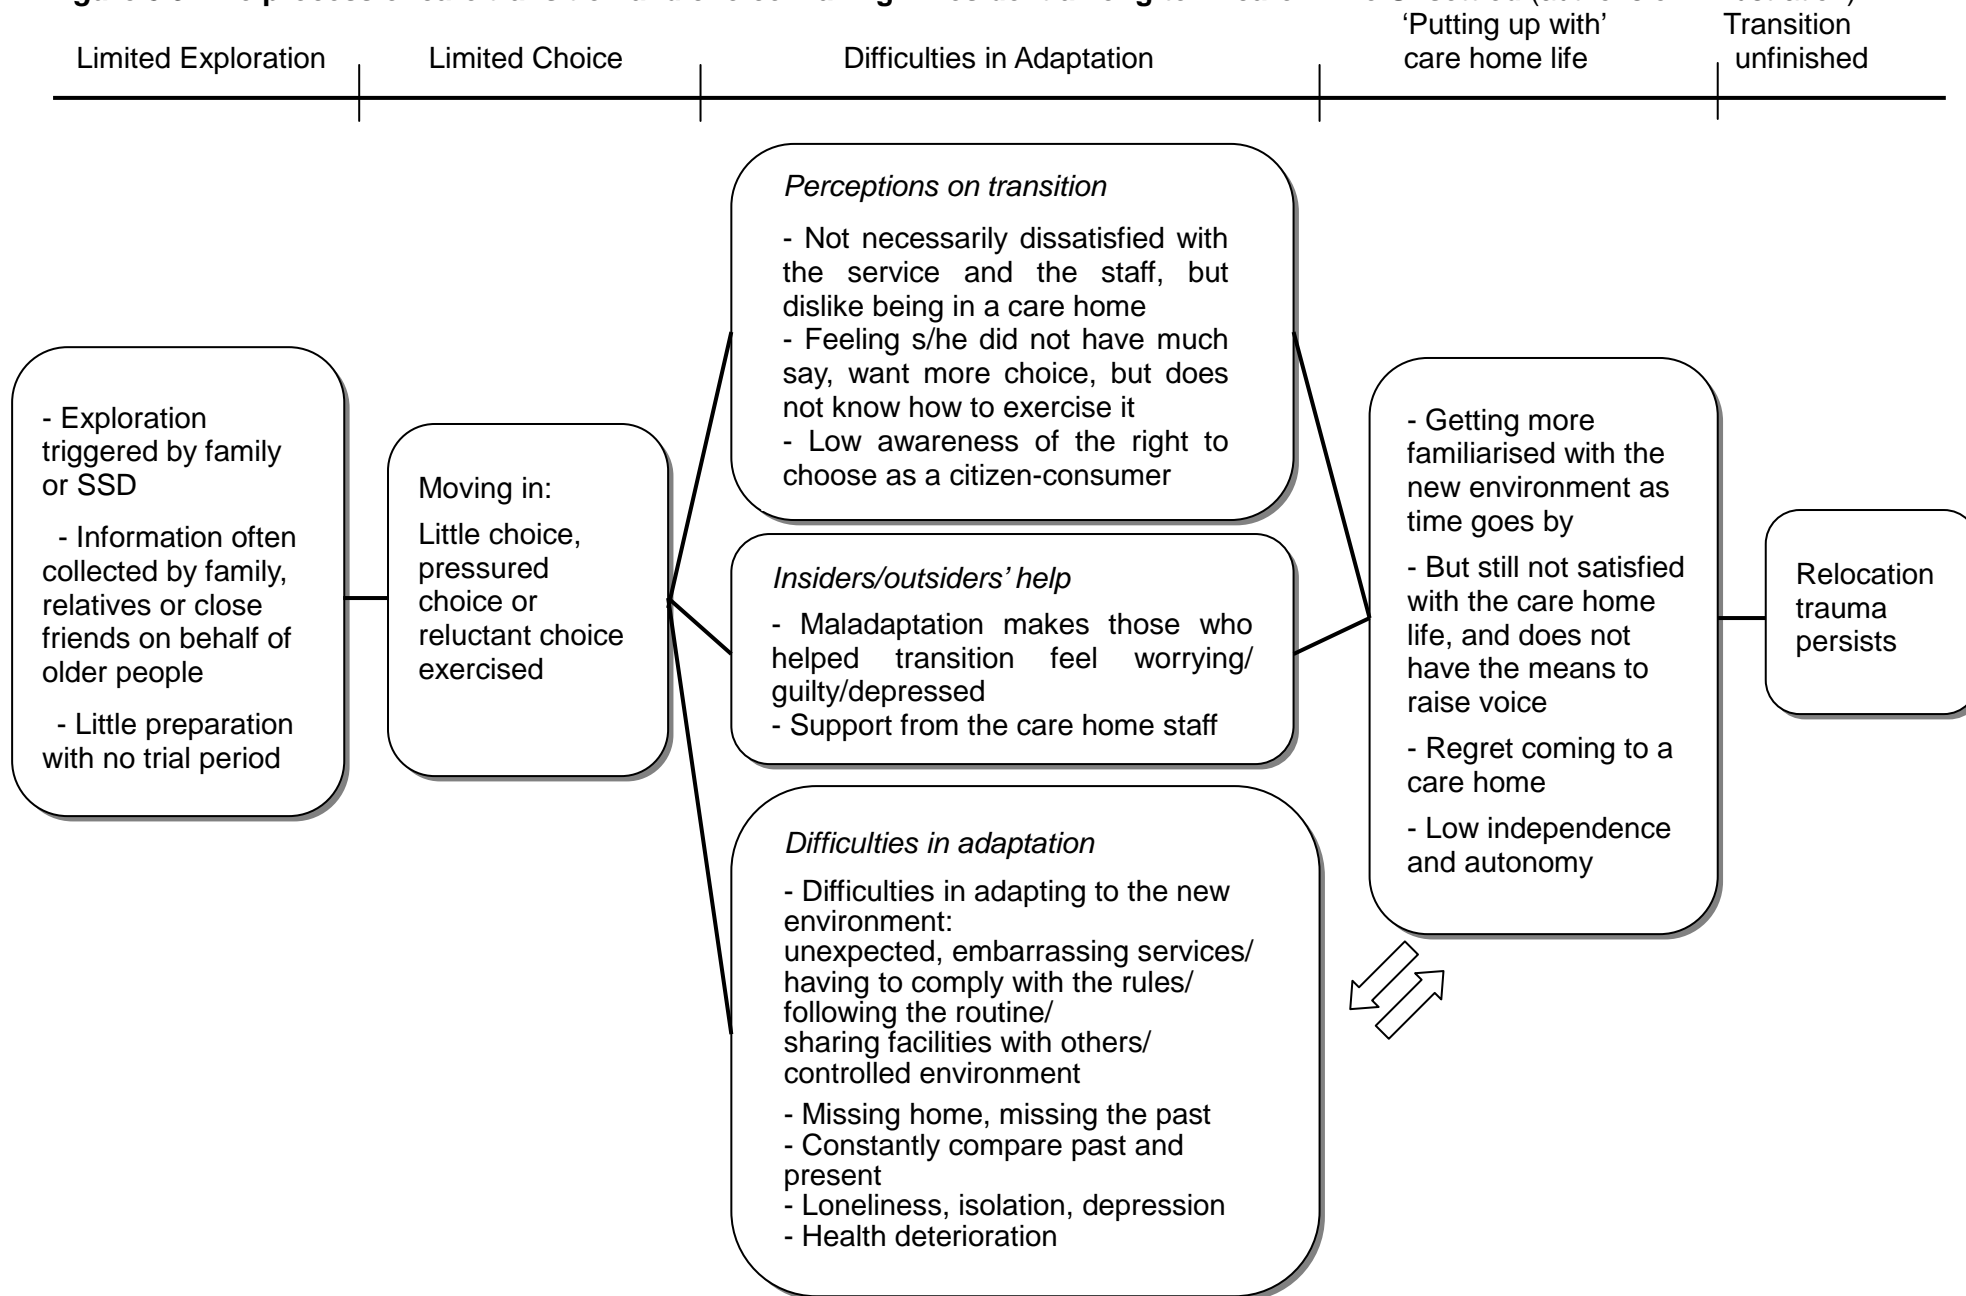 'Putting up with'
Transition
Limited Exploration
Limited Choice
Difficulties in Adaptation
care home life
unfinished
- Exploration
triggered by family
or SSD
- Information often
collected by family,
relatives or close
friends on behalf of
older people
- Little preparation
with no trial period
Moving in:
Little choice,
pressured
choice or
reluctant choice
exercised
Perceptions on transition
- Not necessarily dissatisfied with
the service and the staff, but
dislike being in a care home
- Feeling s/he did not have much
say, want more choice, but does
not know how to exercise it
- Low awareness of the right to
choose as a citizen-consumer
Insiders/outsiders' help
- Maladaptation makes those who
helped transition feel worrying/
guilty/depressed
- Support from the care home staff
Difficulties in adaptation
- Difficulties in adapting to the new
environment:
unexpected, embarrassing services/
having to comply with the rules/
following the routine/
sharing facilities with others/
controlled environment
- Missing home, missing the past
- Constantly compare past and
present
- Loneliness, isolation, depression
- Health deterioration
- Getting more
familiarised with the
new environment as
time goes by
- But still not satisfied
with the care home
life, and does not
have the means to
raise voice
- Regret coming to a
care home
- Low independence
and autonomy
Relocation
trauma
persists